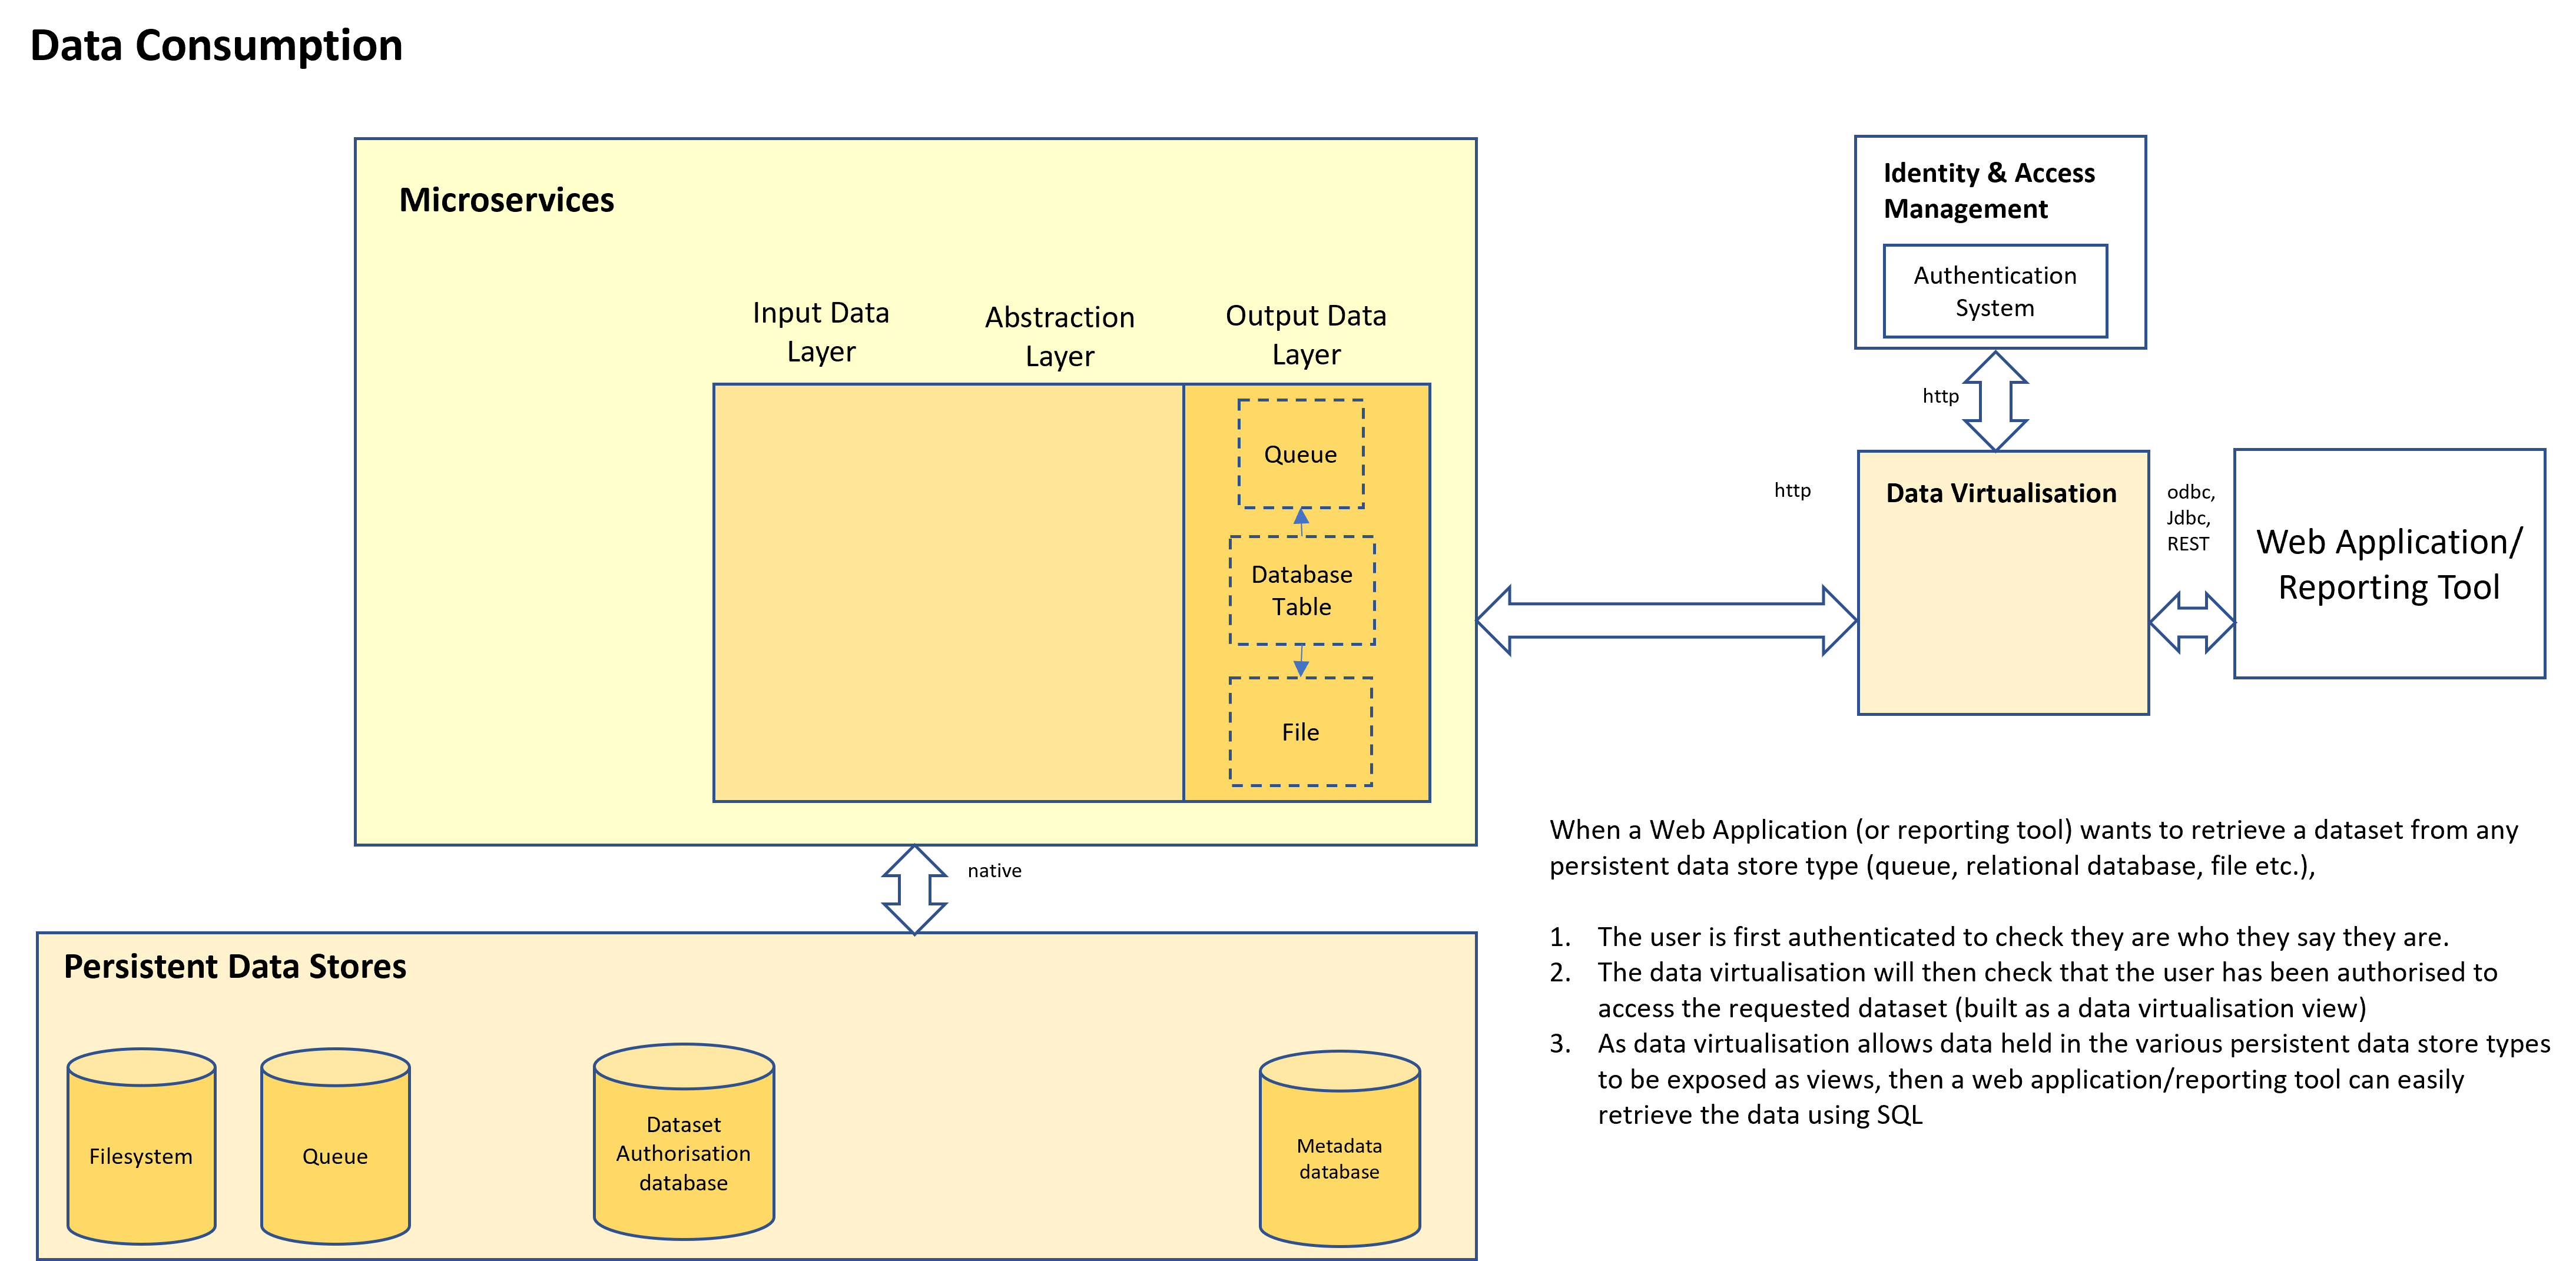 Data Consumption
Microservices
Input Data
Layer
Abstraction
Layer
Output Data
Layer
Queue
Database
Table
File
Identity & Access
Management
Authentication
System
http
http
Data Virtualisation
odbc,
Jdbc,
REST
Web Application/
Reporting Tool
native
Persistent Data Stores
Filesystem
Queue
Dataset
Authorisation
database
Metadada
database
When a Web Application (or reporting tool) wants to retrieve a dataset from any
persistent data store type (queue, relational database, file etc.),
1. The user is first authenticated to check they are who they say they are.
2. The data virtualisation will then check that the user has been authorised to
access the requested dataset (built as a data virtualisation view)
3. As data virtualisation allows data held in the various persistent data store types
to be exposed as views, then a web application/reporting tool can easily
retrieve the data using SQL